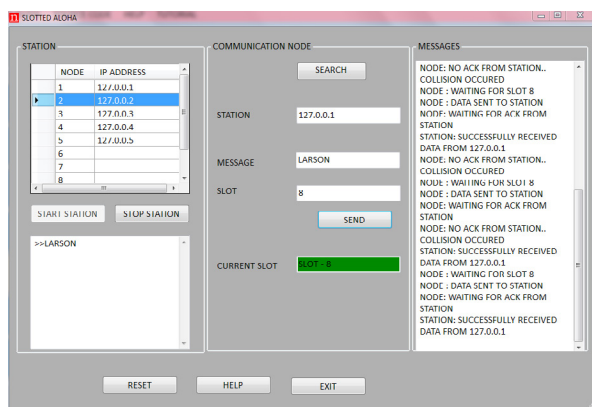 SLOTTED ALOHA
STATION
NODE IP ADDRESS
1 127.0.0.1
2 127.0.0.2
3 127.0.0.3
4 127.0.0.4
5 127.0.0.5
6
7
8
START STATION STOP STATION
>>LARSON
COMMUNICATION NODE
SEARCH
STATION 127.0.0.1
MESSAGE LARSON
SLOT 8
SEND
CURRENT SLOT SLOT - 8
MESSAGES
NODE: NO ACK FROM STATION..
COLLISION OCCURED
NODE : WAITING FOR SLOT 8
NODE : DATA SENT TO STATION
NODE: WAITING FOR ACK FROM
STATION
STATION: SUCCESSFULLY RECEIVED
DATA FROM 127.0.0.1
NODE: NO ACK FROM STATION..
COLLISION OCCURED
NODE : WAITING FOR SLOT 8
NODE : DATA SENT TO STATION
NODE: WAITING FOR ACK FROM
STATION
NODE: NO ACK FROM STATION..
COLLISION OCCURED
STATION: SUCCESSFULLY RECEIVED
DATA FROM 127.0.0.1
NODE : WAITING FOR SLOT 8
NODE : DATA SENT TO STATION
NODE: WAITING FOR ACK FROM
STATION
STATION: SUCCESSFULLY RECEIVED
DATA FROM 127.0.0.1
RESET HELP EXIT